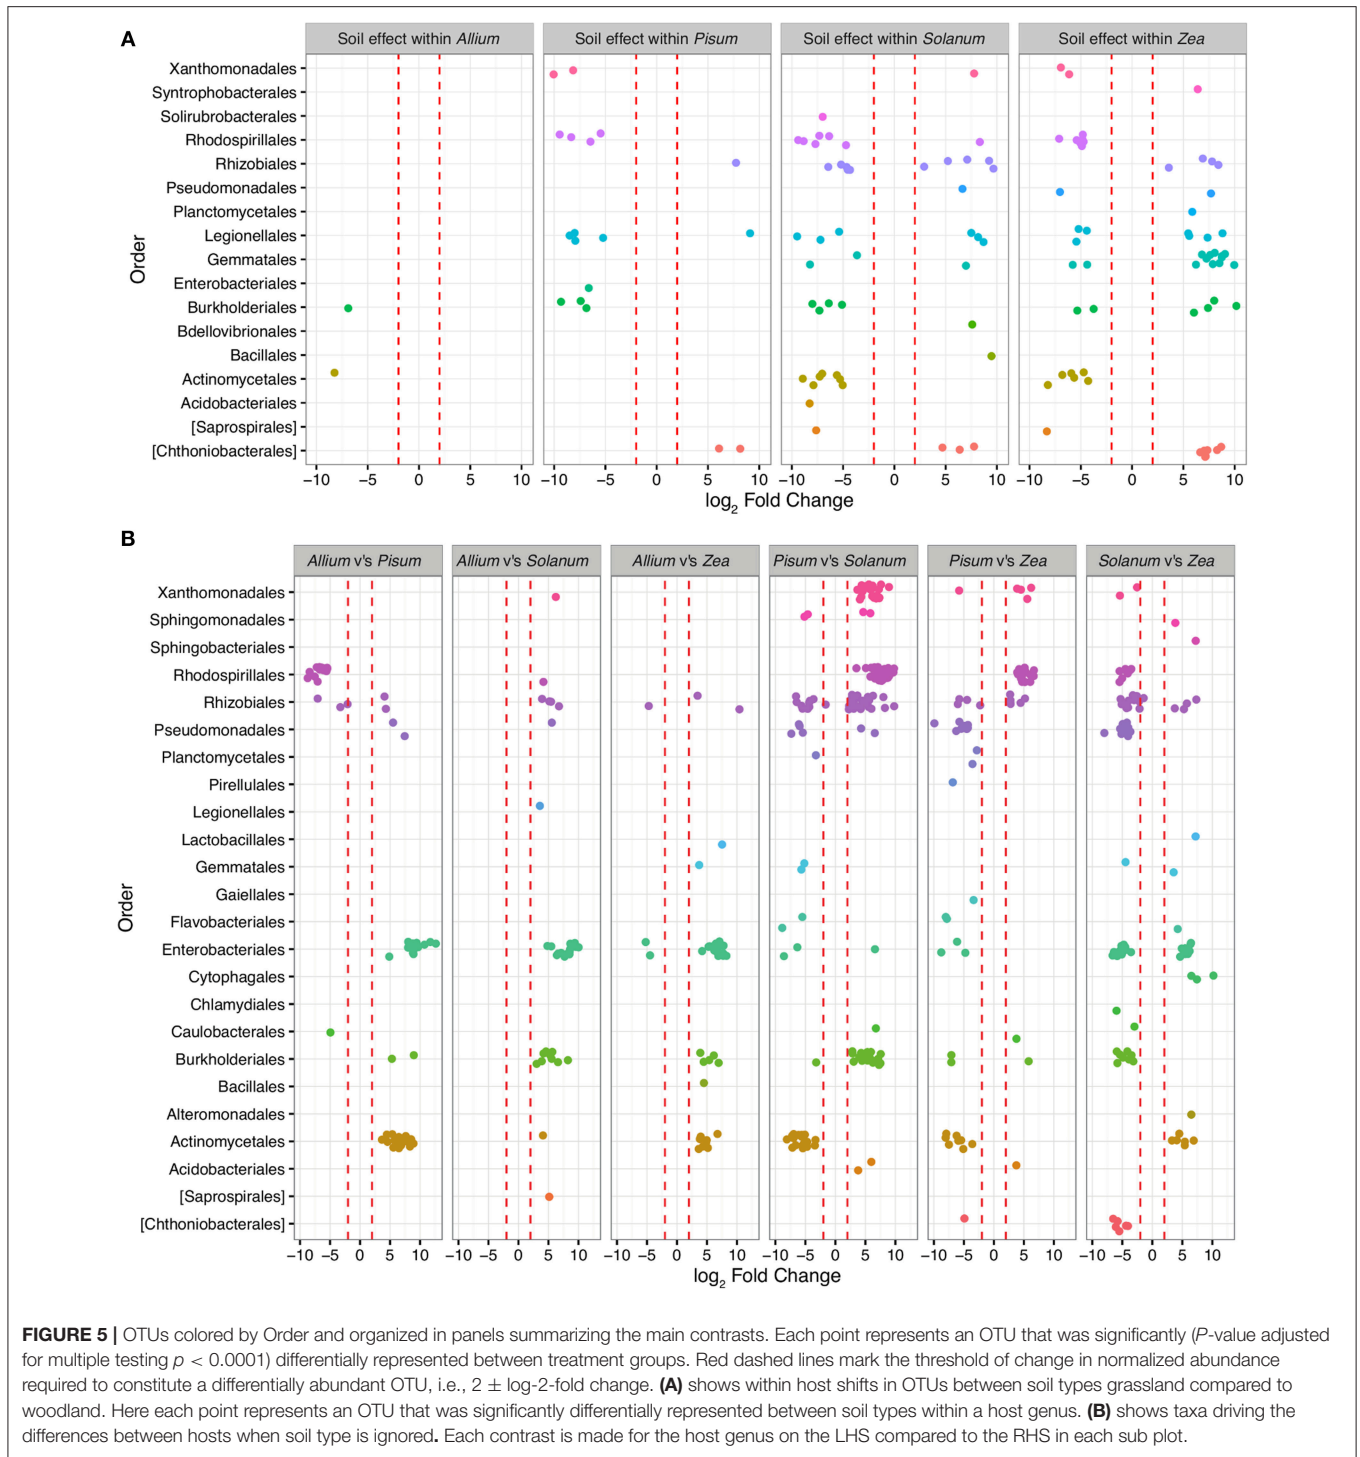 A
Soil effect within Allium Soil effect within Pisum Soil effect within Solanum Soil effect within Zea
Order
Xanthomonadales
Syntrophobacterales
Solirubrobacterales
Rhodospirillales
Rhizobiales
Pseudomonadales
Planctomycetales
Legionellales
Gemmatales
Enterobacteriales
Burkholderiales
Bdellovibrionales
Bacillales
Actinomycetales
Acidobacteriales
[Saprospirales]
[Chthoniobacterales]
−10 −5 0 5 10 −10 −5 0 5 10 −10 −5 0 5 10 −10 −5 0 5 10
log2 Fold Change
B
Allium v's Pisum Allium v's Solanum Allium v's Zea Pisum v's Solanum Pisum v's Zea Solanum v's Zea
Order
Xanthomonadales
Sphingomonadales
Sphingobacteriales
Rhodospirillales
Rhizobiales
Pseudomonadales
Planctomycetales
Pirellulales
Legionellales
Lactobacillales
Gemmatales
Gaiellales
Flavobacteriales
Enterobacteriales
Cytophagales
Chlamydiales
Caulobacterales
Burkholderiales
Bacillales
Alteromonadales
Actinomycetales
Acidobacteriales
[Saprospirales]
[Chthoniobacterales]
−10 −5 0 5 10 −10 −5 0 5 10 −10 −5 0 5 10 −10 −5 0 5 10 −10 −5 0 5 10 −10 −5 0 5 10
log2 Fold Change
FIGURE 5 | OTUs colored by Order and organized in panels summarizing the main contrasts. Each point represents an OTU that was significantly (P-value adjusted
for multiple testing p < 0.0001) differentially represented between treatment groups. Red dashed lines mark the threshold of change in normalized abundance
required to constitute a differentially abundant OTU, i.e., 2 ± log-2-fold change. (A) shows within host shifts in OTUs between soil types grassland compared to
woodland. Here each point represents an OTU that was significantly differentially represented between soil types within a host genus. (B) shows taxa driving the
differences between hosts when soil type is ignored. Each contrast is made for the host genus on the LHS compared to the RHS in each sub plot.